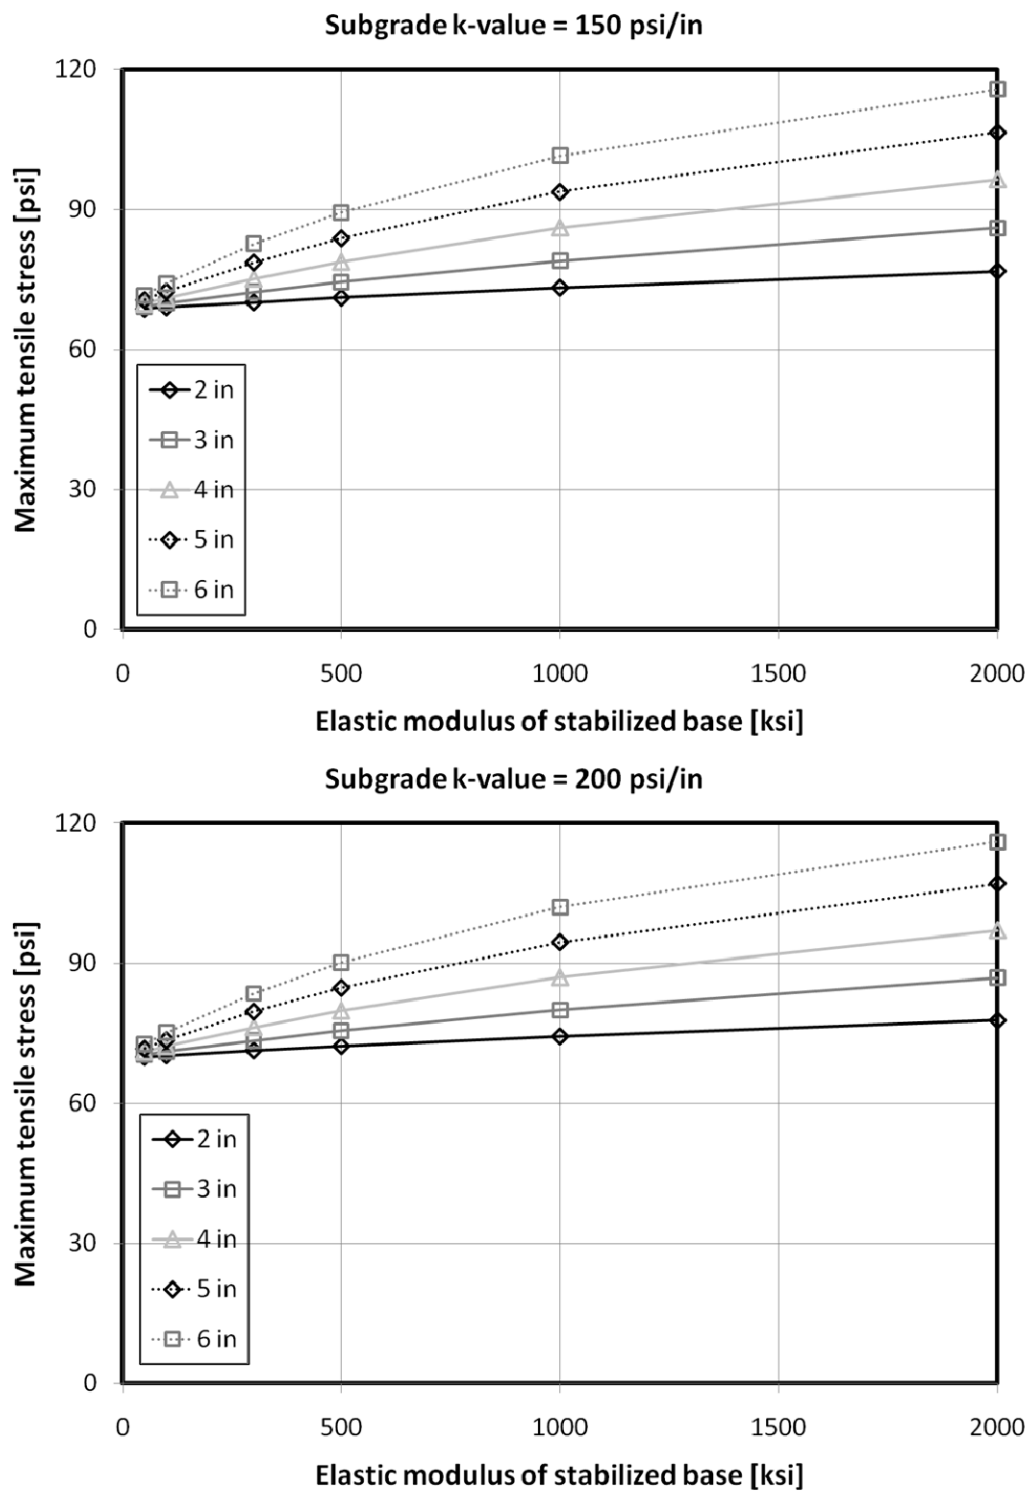 Subgrade k-value = 150 psi/in
Maximum tensile stress [psi]
120
90
60
30
0
2 in
3 in
4 in
5 in
6 in
0 500 1000 1500 2000
Elastic modulus of stabilized base [ksi]
Subgrade k-value = 200 psi/in
Maximum tensile stress [psi]
120
90
60
30
0
2 in
3 in
4 in
5 in
6 in
0 500 1000 1500 2000
Elastic modulus of stabilized base [ksi]